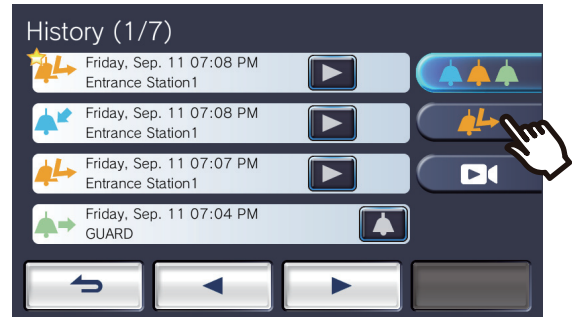 History (1/7)
Friday, Sep. 11 07:08 PM
Entrance Station1
Friday, Sep. 11 07:08 PM
Entrance Station1
Friday, Sep. 11 07:07 PM
Entrance Station1
Friday, Sep. 11 07:04 PM
GUARD